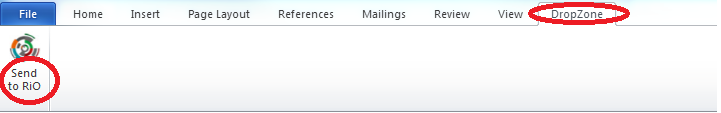 File Home Insert Page Layout References Mailings Review View DropZone
Send
to RiO